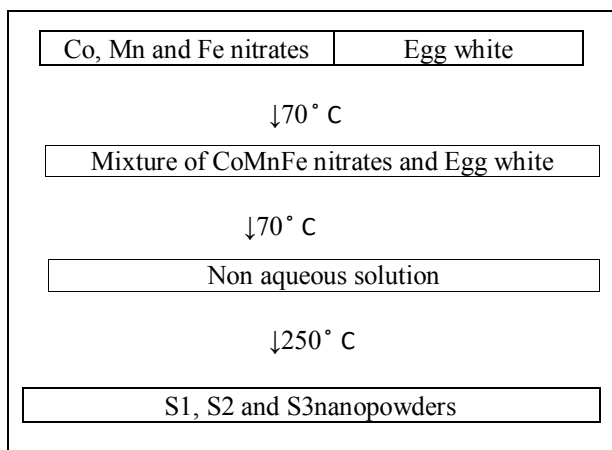 Co, Mn and Fe nitrates Egg white
↓70˚ C
Mixture of CoMnFe nitrates and Egg white
↓70˚ C
Non aqueous solution
↓250˚ C
S1, S2 and S3nanopowders